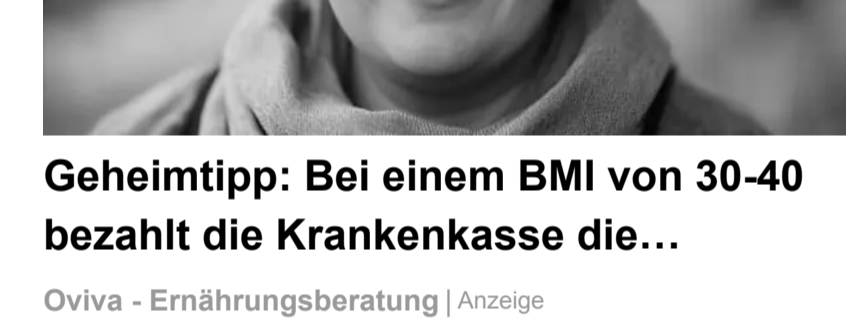 Geheimtipp: Bei einem BMI von 30-40
bezahlt die Krankenkasse die…
Oviva - Ernährungsberatung | Anzeige